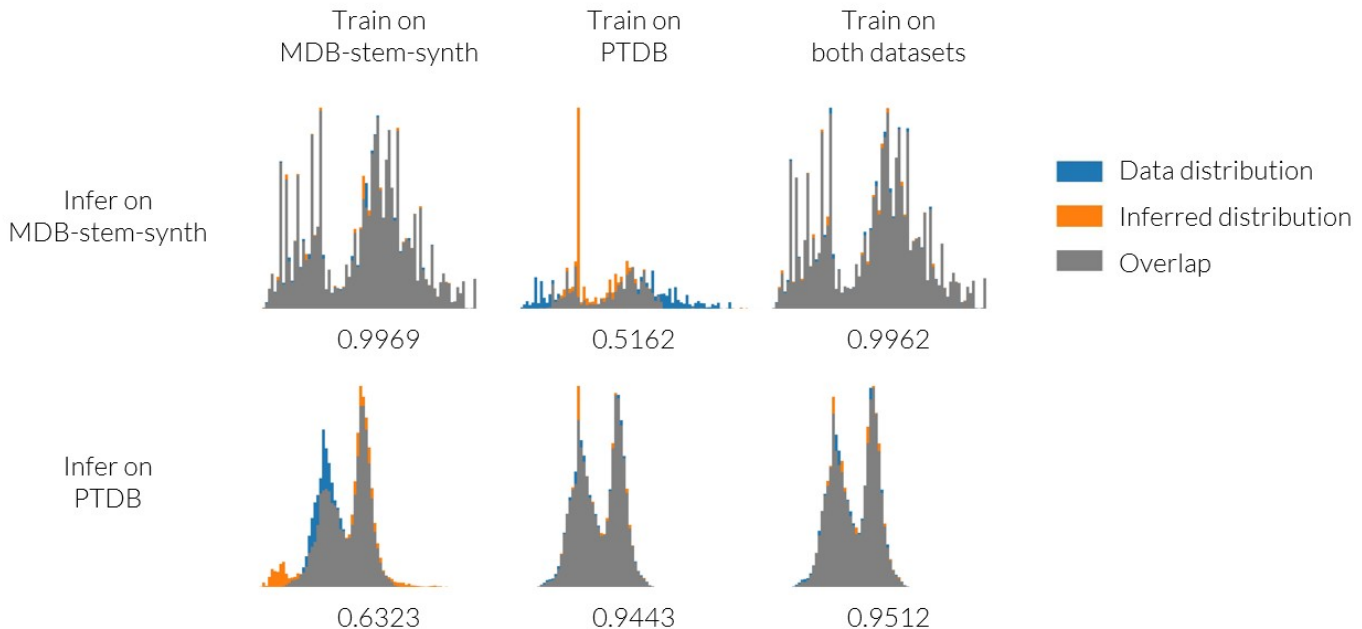 Train on
MDB-stem-synth
Train on
PTDB
Train on
both datasets
Infer on
MDB-stem-synth
Data distribution
Inferred distribution
Overlap
0.9969
0.5162
0.9962
Infer on
PTDB
0.6323
0.9443
0.9512